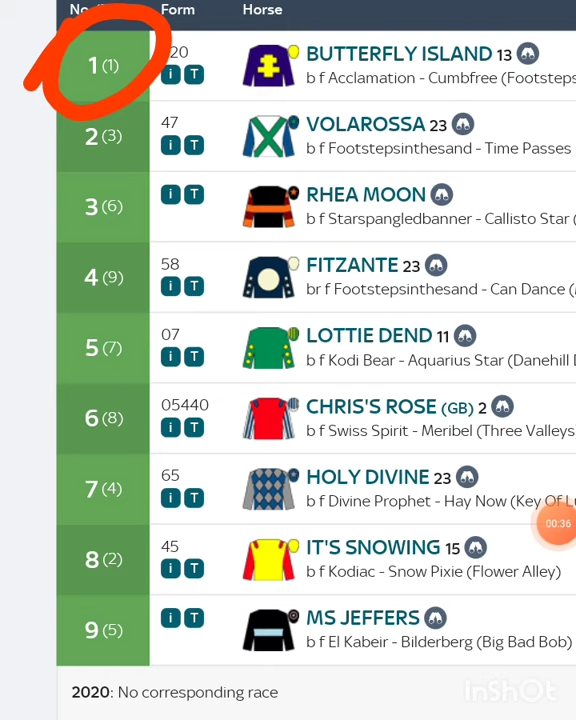 Form Horse
1 (1) BUTTERFLY ISLAND 13
i T b f Acclamation - Cumbfree (Footsteps
47
2 (3) VOLAROSSA 23
i T b f Footstepsinthesand - Time Passes
3 (6) i T RHEA MOON
b f Starspangledbanner - Callisto Star (
58
4 (9) FITZANTE 23
i T br f Footstepsinthesand - Can Dance (
07
5 (7) LOTTIE DEND 11
i T b f Kodi Bear - Aquarius Star (Danehill
05440
6 (8) CHRIS'S ROSE (GB) 2
i T b f Swiss Spirit - Meribel (Three Valleys
65
7 (4) HOLY DIVINE 23
i T b f Divine Prophet - Hay Now (Key Of
00:36
45
8 (2) IT'S SNOWING 15
i T b f Kodiac - Snow Pixie (Flower Alley)
9 (5) i T MS JEFFERS
b f El Kabeir - Bilderberg (Big Bad Bob)
2020: No corresponding race
InShOt